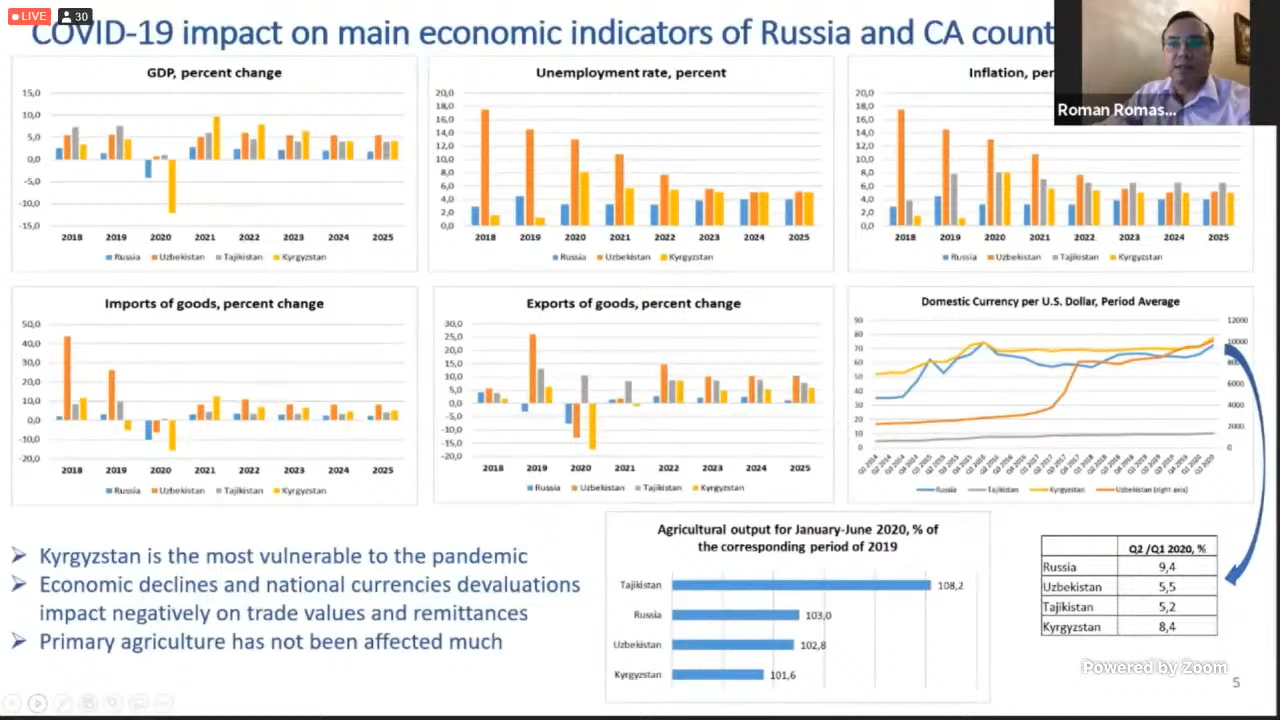 LIVE
30
COVID-19 impact on main economic indicators of Russia and CA count
Roman Romas...
GDP, percent change
15,0
10,0
5,0
0,0
-5,0
-10,0
-15,0
2018 2019 2020 2021 2022 2023 2024 2025
Russia Uzbekistan Tajikistan Kyrgyzstan
Unemployment rate, percent
20,0
18,0
16,0
14,0
12,0
10,0
8,0
6,0
4,0
2,0
0,0
2018 2019 2020 2021 2022 2023 2024 2025
Russia Uzbekistan Kyrgyzstan
Inflation, per
20,0
18,0
16,0
14,0
12,0
10,0
8,0
6,0
4,0
2,0
0,0
2018 2019 2020 2021 2022 2023 2024 2025
Russia Uzbekistan Tajikistan Kyrgyzstan
Imports of goods, percent change
50,0
40,0
30,0
20,0
10,0
0,0
-10,0
-20,0
2018 2019 2020 2021 2022 2023 2024 2025
Russia Uzbekistan Tajikistan Kyrgyzstan
Exports of goods, percent change
30,0
25,0
20,0
15,0
10,0
5,0
0,0
-5,0
-10,0
-15,0
-20,0
2018 2019 2020 2021 2022 2023 2024 2025
Russia Uzbekistan Tajikistan Kyrgyzstan
Domestic Currency per U.S. Dollar, Period Average
90
80
70
60
50
40
30
20
10
0
12000
10000
8000
6000
4000
2000
0
Russia Tajikistan Kyrgyzstan Uzbekistan (right axis)
Kyrgyzstan is the most vulnerable to the pandemic
Economic declines and national currencies devaluations
impact negatively on trade values and remittances
Primary agriculture has not been affected much
Agricultural output for January-June 2020, % of
the corresponding period of 2019
Tajikistan 108,2
Russia 103,0
Uzbekistan 102,8
Kyrgyzstan 101,6
Q2 /Q1 2020, %
Russia 9,4
Uzbekistan 5,5
Tajikistan 5,2
Kyrgyzstan 8,4
Powered by Zoom
5